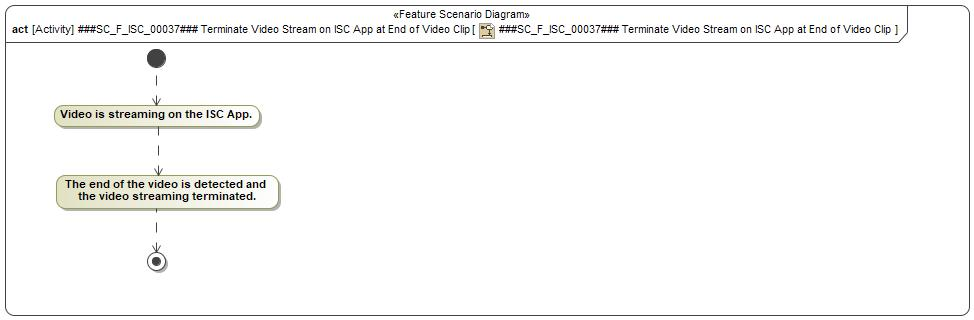 «Feature Scenario Diagram»
act [Activity] ###SC_F_ISC_00037### Terminate Video Stream on ISC App at End of Video Clip [ ###SC_F_ISC_00037### Terminate Video Stream on ISC App at End of Video Clip ]
Video is streaming on the ISC App.
The end of the video is detected and
the video streaming terminated.